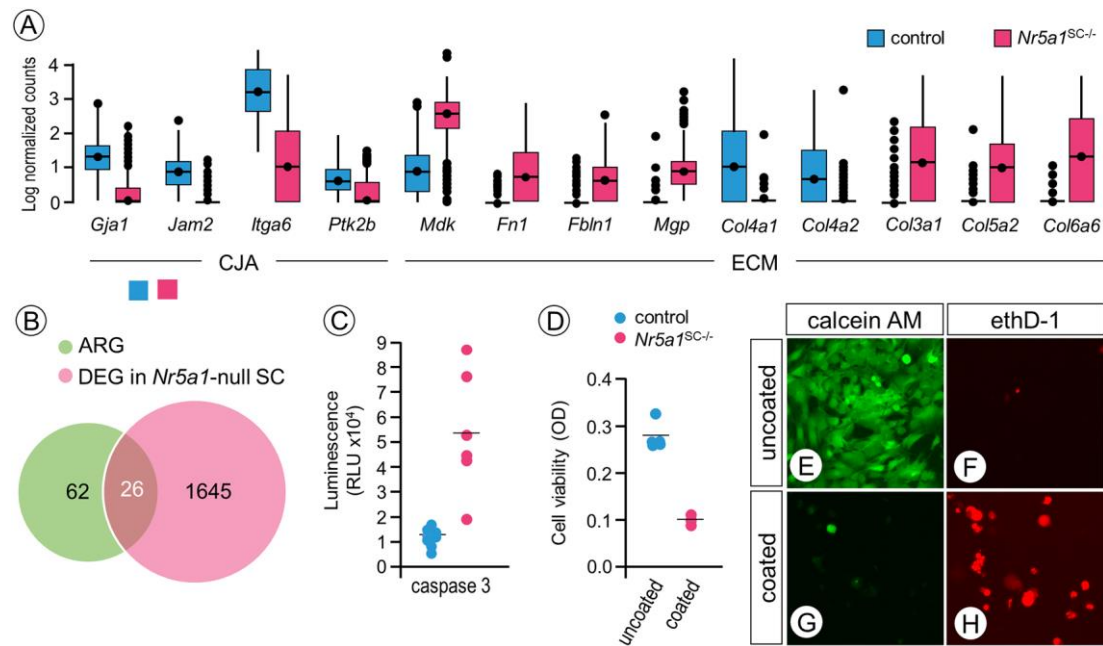 A
control
Nr5a1SC-/-
Log normalized counts
4
3
2
1
0
Gja1 Jam2 Itga6 Ptk2b Mdk Fn1 Fbln1 Mgp Col4a1 Col4a2 Col3a1 Col5a2 Col6a6
CJA ECM
B
ARG
DEG in Nr5a1-null SC
62 26 1645
C
Luminescence
(RLU x10⁴)
9
8
7
6
5
4
3
2
1
0
caspase 3
D
control
Nr5a1SC-/-
Cell viability (OD)
0.4
0.3
0.2
0.1
0.0
uncoated
coated
calcein AM ethD-1
uncoated
E F
coated
G H